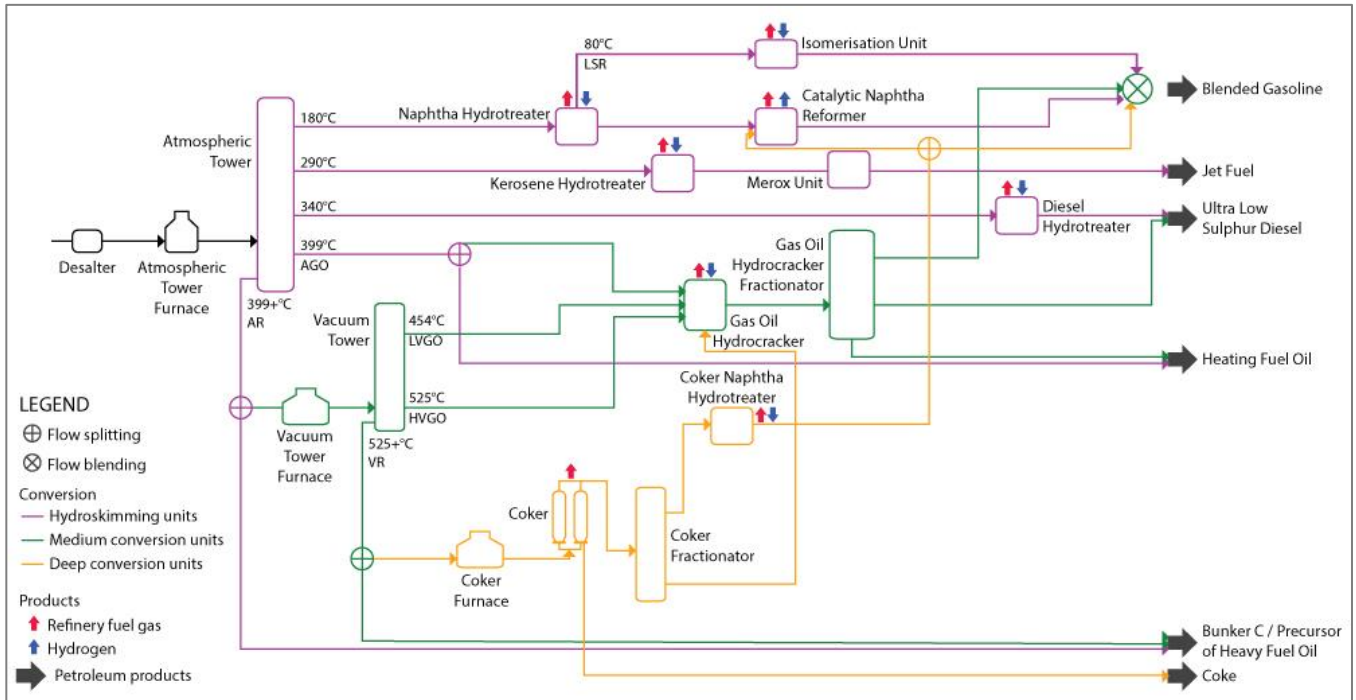 80°C
LSR
Isomerisation Unit
Blended Gasoline
Naphtha Hydrotreater
Catalytic Naphtha
Reformer
180°C
Atmospheric
Tower
290°C
Kerosene Hydrotreater
Merox Unit
Jet Fuel
340°C
Diesel
Hydrotreater
Ultra Low
Sulphur Diesel
399°C
AGO
Gas Oil
Hydrocracker
Fractionator
Desalter
Atmospheric
Tower
Furnace
399+°C
AR
Vacuum
Tower
454°C
LVGO
Gas Oil
Hydrocracker
Heating Fuel Oil
Coker Naphtha
Hydrotreater
525°C
HVGO
Vacuum
Tower
Furnace
525+°C
VR
Coker
Coker
Fractionator
Coker
Furnace
Bunker C / Precursor
of Heavy Fuel Oil
Coke
LEGEND
Flow splitting
Flow blending
Conversion
Hydroskimming units
Medium conversion units
Deep conversion units
Products
Refinery fuel gas
Hydrogen
Petroleum products